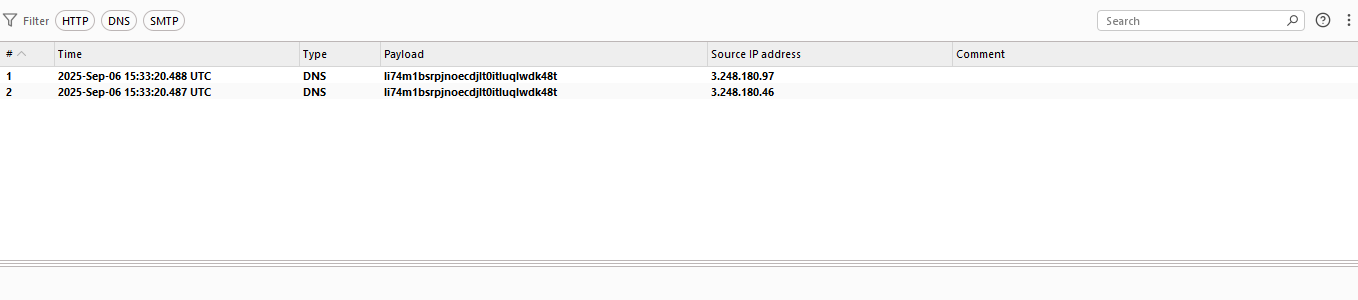 Filter HTTP DNS SMTP Search
# Time Type Payload Source IP address Comment
1 2025-Sep-06 15:33:20.488 UTC DNS li74m1bsrpjnoecdjlt0itluqlwdk48t 3.248.180.97
2 2025-Sep-06 15:33:20.487 UTC DNS li74m1bsrpjnoecdjlt0itluqlwdk48t 3.248.180.46